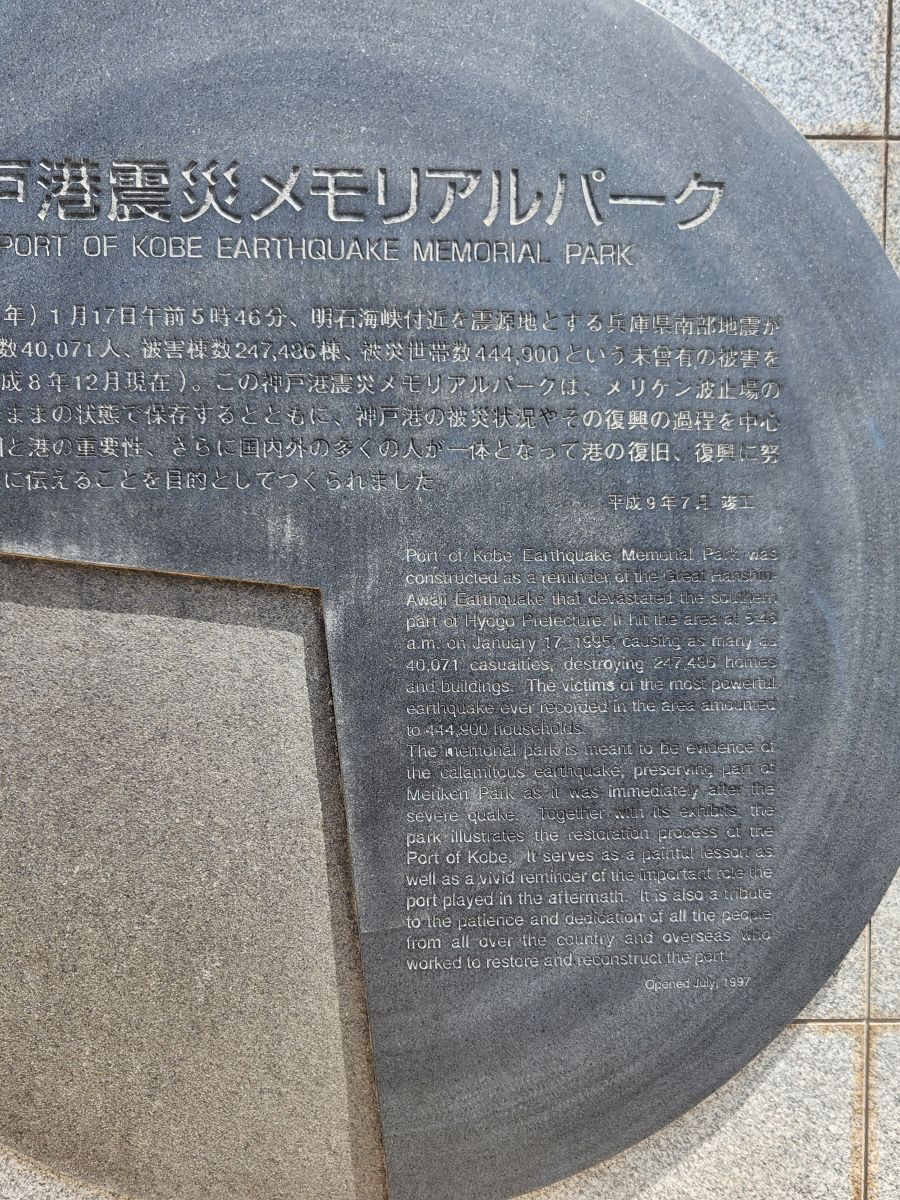 戸港震災メモリアルパーク
PORT OF KOBE EARTHQUAKE MEMORIAL PARK
年)1月17日午前5時46分、明石海峡付近を震源地とする兵庫県南部地震が
数40,071人、被害棟数247,486棟、被災世帯数444,900という未曾有の被害を
成8年12月現在)。この神戸港震災メモリアルパークは、メリケン波止場の
ままの状態で保存するとともに、神戸港の被災状況やその復興の過程を中心
と港の重要性、さらに国内外の多くの人が一体となって港の復旧、復興に努
に伝えることを目的としてつくられました。
平成9年7月 竣工
Port of Kobe Earthquake Memorial Park was
constructed as a reminder of the Great Hanshin-
Awaji Earthquake that devastated the southern
part of Hyogo Prefecture. It hit the area at 5:46
a.m. on January 17, 1995, causing as many as
40,071 casualties, destroying 247,486 homes
and buildings. The victims of the most powerful
earthquake ever recorded in the area amounted
to 444,900 households.
The memorial park is meant to be evidence of
the calamitous earthquake, preserving part of
Meriken Park as it was immediately after the
severe quake. Together with its exhibits, the
park illustrates the restoration process of the
Port of Kobe. It serves as a painful lesson as
well as a vivid reminder of the important role the
port played in the aftermath. It is also a tribute
to the patience and dedication of all the people
from all over the country and overseas who
worked to restore and reconstruct the port.
Opened July, 1997